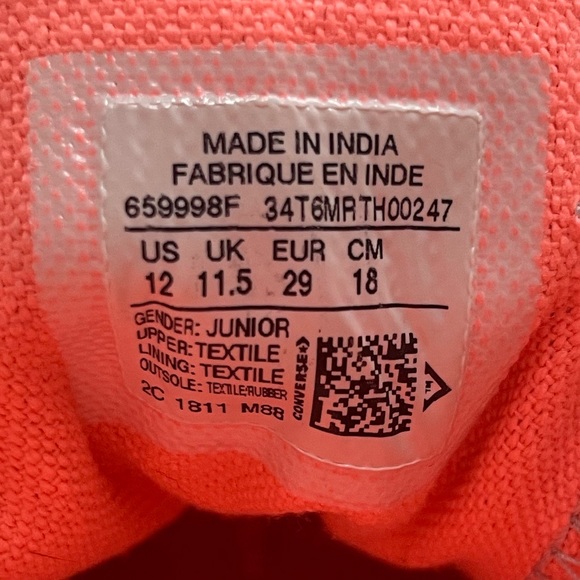 MADE IN INDIA
FABRIQUE EN INDE
659998F 34T6MRTH00247
US UK EUR CM
12 11.5 29 18
GENDER: JUNIOR
UPPER: TEXTILE
LINING: TEXTILE
OUTSOLE: TEXTILE/RUBBER
2C 1811 M88
CONVERSE